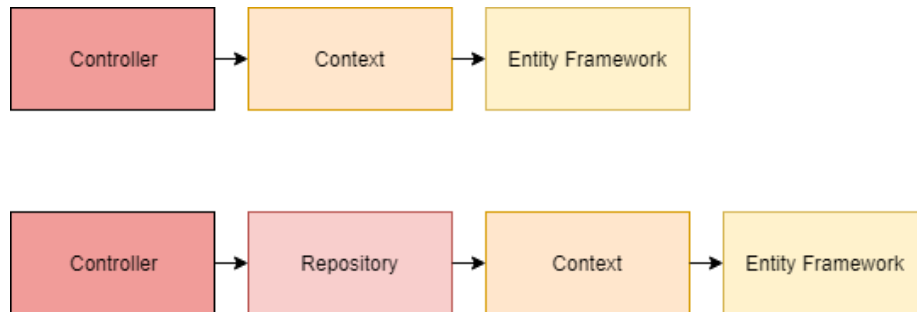 Controller
Context
Entity Framework
Controller
Repository
Context
Entity Framework